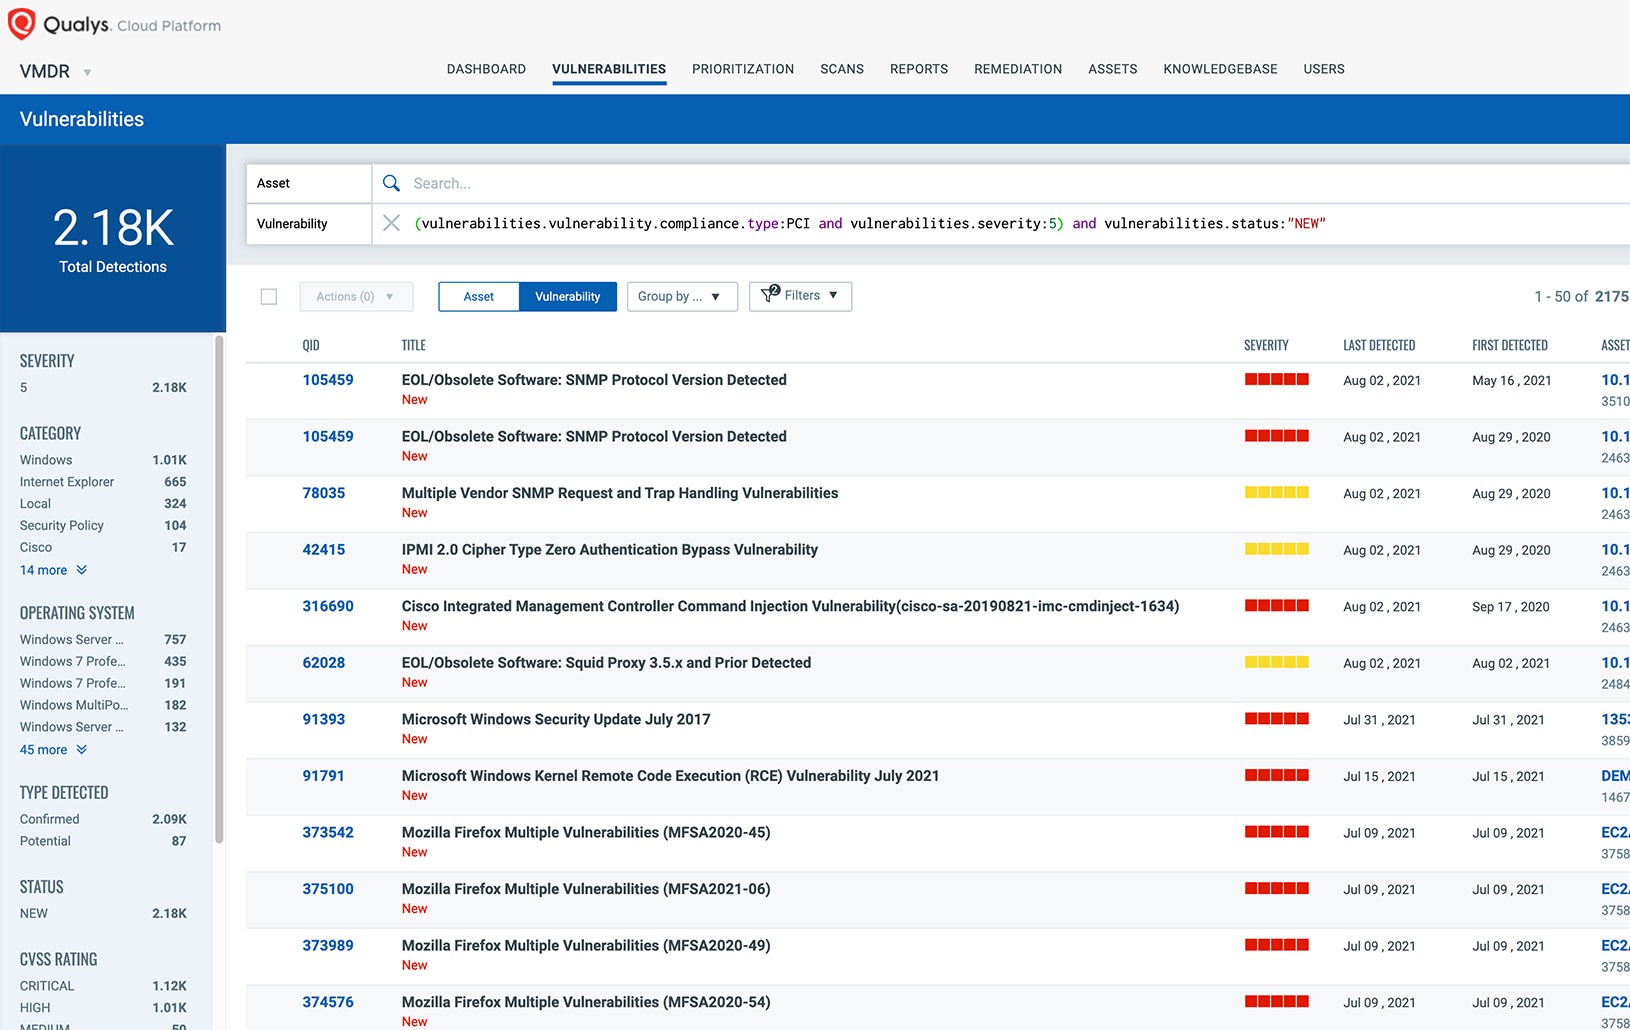 Qualys. Cloud Platform
VMDR
DASHBOARD VULNERABILITIES PRIORITIZATION SCANS REPORTS REMEDIATION ASSETS KNOWLEDGEBASE USERS
Vulnerabilities
2.18K
Total Detections
SEVERITY
5 2.18K
CATEGORY
Windows 1.01K
Internet Explorer 665
Local 324
Security Policy 104
Cisco 17
14 more
OPERATING SYSTEM
Windows Server ... 757
Windows 7 Profe... 435
Windows 7 Profe... 191
Windows MultiPo... 182
Windows Server ... 132
45 more
TYPE DETECTED
Confirmed 2.09K
Potential 87
STATUS
NEW 2.18K
CVSS RATING
CRITICAL 1.12K
HIGH 1.01K
MEDIUM 50
Asset Search...
Vulnerability (vulnerabilities.vulnerability.compliance.type:PCI and vulnerabilities.severity:5) and vulnerabilities.status:"NEW"
Actions (0) Asset Vulnerability Group by ... 2 Filters 1 - 50 of 2175
QID TITLE SEVERITY LAST DETECTED FIRST DETECTED ASSET
105459 EOL/Obsolete Software: SNMP Protocol Version Detected Aug 02 , 2021 May 16 , 2021 10.1
New 3510
105459 EOL/Obsolete Software: SNMP Protocol Version Detected Aug 02 , 2021 Aug 29 , 2020 10.1
New 2463
78035 Multiple Vendor SNMP Request and Trap Handling Vulnerabilities Aug 02 , 2021 Aug 29 , 2020 10.1
New 2463
42415 IPMI 2.0 Cipher Type Zero Authentication Bypass Vulnerability Aug 02 , 2021 Aug 29 , 2020 10.1
New 2463
316690 Cisco Integrated Management Controller Command Injection Vulnerability(cisco-sa-20190821-imc-cmdinject-1634) Aug 02 , 2021 Sep 17 , 2020 10.1
New 2463
62028 EOL/Obsolete Software: Squid Proxy 3.5.x and Prior Detected Aug 02 , 2021 Aug 02 , 2021 10.1
New 2484
91393 Microsoft Windows Security Update July 2017 Jul 31 , 2021 Jul 31 , 2021 1353
New 3859
91791 Microsoft Windows Kernel Remote Code Execution (RCE) Vulnerability July 2021 Jul 15 , 2021 Jul 15 , 2021 DEM
New 1467
373542 Mozilla Firefox Multiple Vulnerabilities (MFSA2020-45) Jul 09 , 2021 Jul 09 , 2021 EC2
New 3758
375100 Mozilla Firefox Multiple Vulnerabilities (MFSA2021-06) Jul 09 , 2021 Jul 09 , 2021 EC2
New 3758
373989 Mozilla Firefox Multiple Vulnerabilities (MFSA2020-49) Jul 09 , 2021 Jul 09 , 2021 EC2
New 3758
374576 Mozilla Firefox Multiple Vulnerabilities (MFSA2020-54) Jul 09 , 2021 Jul 09 , 2021 EC2
New 3758